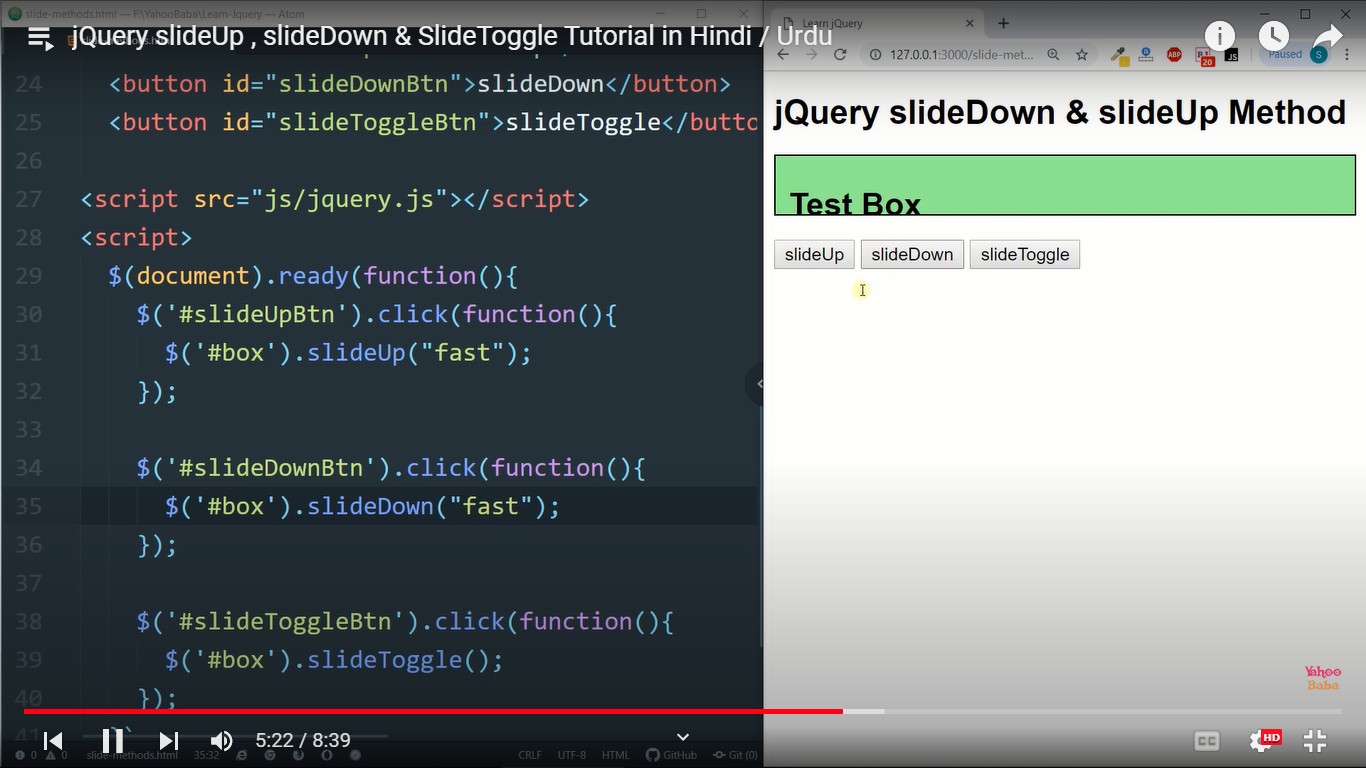 slide-methods.html — F:\YahooBaba\Learn-Jquery — Atom
jQuery slideUp , slideDown & SlideToggle Tutorial in Hindi / Urdu
24 <button id="slideDownBtn">slideDown</button>
25 <button id="slideToggleBtn">slideToggle</butto
26
27 <script src="js/jquery.js"></script>
28 <script>
29 $(document).ready(function(){
30 $('#slideUpBtn').click(function(){
31 $('#box').slideUp("fast");
32 });
33
34 $('#slideDownBtn').click(function(){
35 $('#box').slideDown("fast");
36 });
37
38 $('#slideToggleBtn').click(function(){
39 $('#box').slideToggle();
40 });
41
5:22 / 8:39
0 0 slide-methods.html 35:32 CRLF UTF-8 HTML GitHub Git (0)
Learn jQuery
127.0.0.1:3000/slide-met...
ABP
20
JS
Paused
S
jQuery slideDown & slideUp Method
Test Box
slideUp slideDown slideToggle
Yahoo
Baba
CC
HD